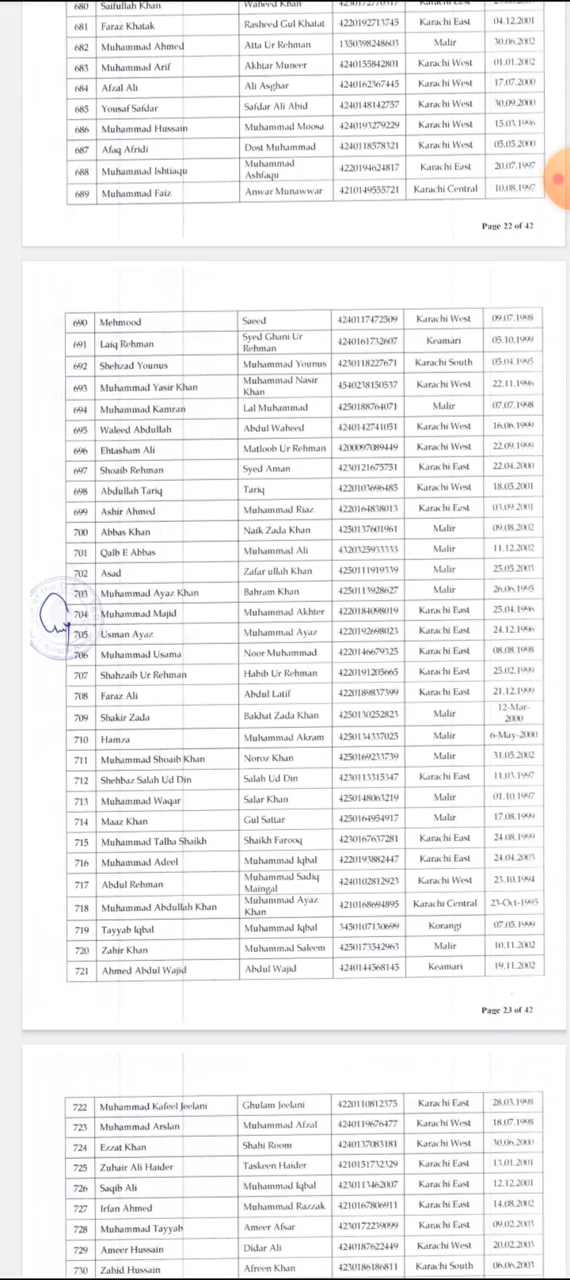 680 Saifullah Khan Waheed Khan Karachi East
681 Faraz Khatak Rasheed Gul Khatat 4220192713745 Karachi East 04.12.2001
682 Muhammad Ahmed Atta Ur Rehman 1350398248603 Malir 30.06.2002
683 Muhammad Arif Akhtar Muneer 4240155842801 Karachi West 01.01.2002
684 Afzal Ali Ali Asghar 4240162367445 Karachi West 17.07.2000
685 Yousaf Safdar Safdar Ali Abid 4240148142757 Karachi West 30.09.2000
686 Muhammad Hussain Muhammad Moosa 4240193279229 Karachi West 15.03.1996
687 Afaq Afridi Dost Muhammad 4240118578321 Karachi West 05.05.2000
688 Muhammad Ishtiaqu Muhammad Ashfaqu 4220194624817 Karachi East 20.07.1997
689 Muhammad Faiz Anwar Munawwar 4210149555721 Karachi Central 10.08.1997
Page 22 of 42
690 Mehmood Saeed 4240117472509 Karachi West 09.07.1998
691 Laiq Rehman Syed Ghani Ur Rehman 4240161732607 Keamari 05.10.1999
692 Shehzad Younus Muhammad Younus 4230118227671 Karachi South 05.04.1995
693 Muhammad Yasir Khan Muhammad Nasir Khan 4540238150537 Karachi West 22.11.1996
694 Muhammad Kamran Lal Muhammad 4250188764071 Malir 07.07.1998
695 Waleed Abdullah Abdul Waheed 4240142741051 Karachi West 16.06.1999
696 Ehtasham Ali Matloob Ur Rehman 4200097089449 Karachi West 22.09.1999
697 Shoaib Rehman Syed Aman 4230121675751 Karachi East 22.04.2000
698 Abdullah Tariq Tariq 4220103696485 Karachi West 18.05.2001
699 Ashir Ahmed Muhammad Riaz 4220164838013 Karachi East 03.09.2001
700 Abbas Khan Naik Zada Khan 4250137601961 Malir 09.08.2002
701 Qalb E Abbas Muhammad Ali 4320325933333 Malir 11.12.2002
702 Asad Zafar ullah Khan 4250111919339 Malir 25.05.2003
703 Muhammad Ayaz Khan Bahram Khan 4250113928627 Malir 26.06.1995
704 Muhammad Majid Muhammad Akhter 4220184098019 Karachi East 25.04.1996
705 Usman Ayaz Muhammad Ayaz 4220192698023 Karachi East 24.12.1996
706 Muhammad Usama Noor Muhammad 4220146679325 Karachi East 08.08.1998
707 Shahzaib Ur Rehman Habib Ur Rehman 4220191205665 Karachi East 25.02.1999
708 Faraz Ali Abdul Latif 4220189837399 Karachi East 21.12.1999
709 Shakir Zada Bakhat Zada Khan 4250130252823 Malir 12-Mar-2000
710 Hamza Muhammad Akram 4250134337025 Malir 6-May-2000
711 Muhammad Shoaib Khan Noroz Khan 4250169233739 Malir 31.05.2002
712 Shehbaz Salah Ud Din Salah Ud Din 4230113315347 Karachi East 11.03.1997
713 Muhammad Waqar Salar Khan 4250148063219 Malir 01.10.1997
714 Maaz Khan Gul Sattar 4250164954917 Malir 17.08.1999
715 Muhammad Talha Shaikh Shaikh Farooq 4230167637281 Karachi East 24.08.1999
716 Muhammad Adeel Muhammad Iqbal 4220193882447 Karachi East 24.04.2003
717 Abdul Rehman Muhammad Sadiq Maingal 4240102812923 Karachi West 23.10.1994
718 Muhammad Abdullah Khan Muhammad Ayaz Khan 4210168694895 Karachi Central 23-Oct-1995
719 Tayyab Iqbal Muhammad Iqbal 3450107130699 Korangi 07.05.1999
720 Zahir Khan Muhammad Saleem 4250173542963 Malir 10.11.2002
721 Ahmed Abdul Wajid Abdul Wajid 4240144568145 Keamari 19.11.2002
Page 23 of 42
722 Muhammad Kafeel Jeelani Ghulam Jeelani 4220110812375 Karachi East 28.03.1998
723 Muhammad Arslan Muhammad Afzal 4240119676477 Karachi West 18.07.1998
724 Ezzat Khan Shahi Room 4240137083181 Karachi West 30.06.2000
725 Zuhair Ali Haider Taskeen Haider 4210151732329 Karachi East 13.01.2001
726 Saqib Ali Muhammad Iqbal 4230113462007 Karachi East 12.12.2001
727 Irfan Ahmed Muhammad Razzak 4210167806911 Karachi East 14.08.2002
728 Muhammad Tayyab Ameer Afsar 4230172239099 Karachi East 09.02.2003
729 Ameer Hussain Didar Ali 4240187622449 Karachi West 20.02.2003
730 Zahid Hussain Afreen Khan 4230186186811 Karachi South 06.06.2003